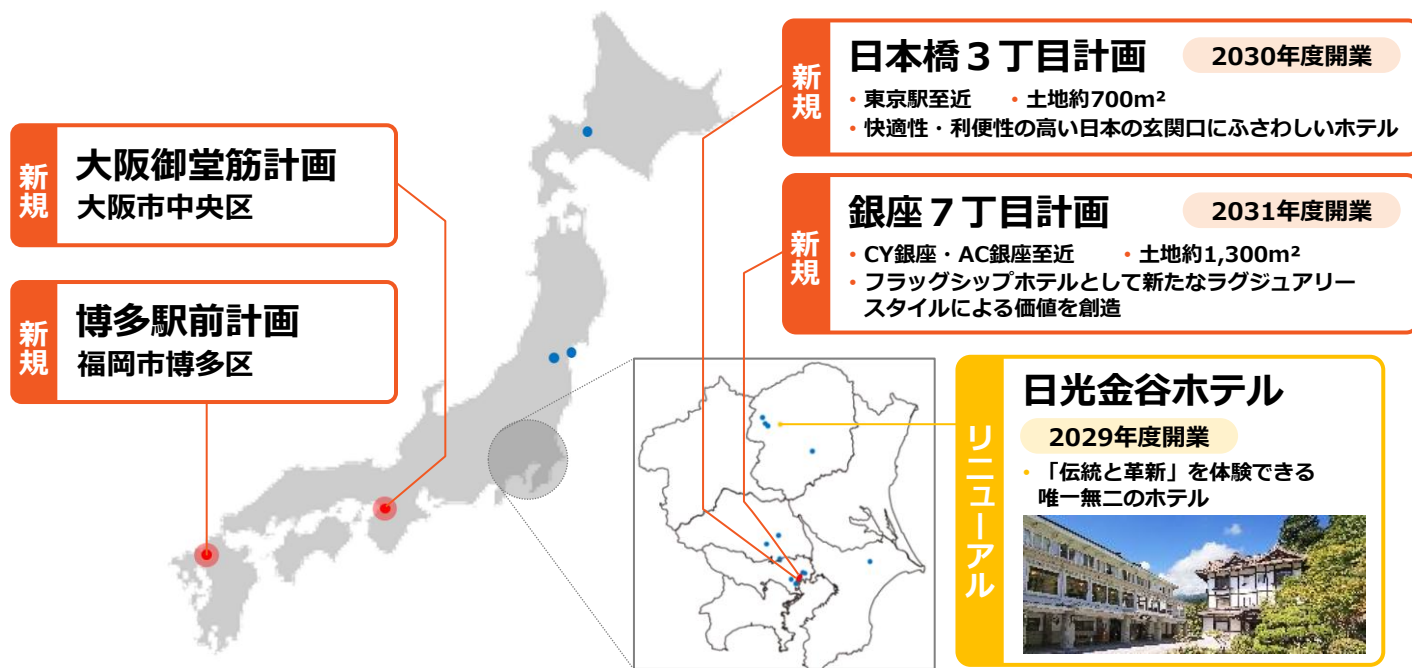 新規
大阪御堂筋計画
大阪市中央区
新規
博多駅前計画
福岡市博多区
新規
日本橋３丁目計画
2030年度開業
・東京駅至近
・土地約700m²
・快適性・利便性の高い日本の玄関口にふさわしいホテル
新規
銀座７丁目計画
2031年度開業
・CY銀座・AC銀座至近
・土地約1,300m²
・フラッグシップホテルとして新たなラグジュアリー
スタイルによる価値を創造
リニューアル
日光金谷ホテル
2029年度開業
・「伝統と革新」を体験できる
唯一無二のホテル